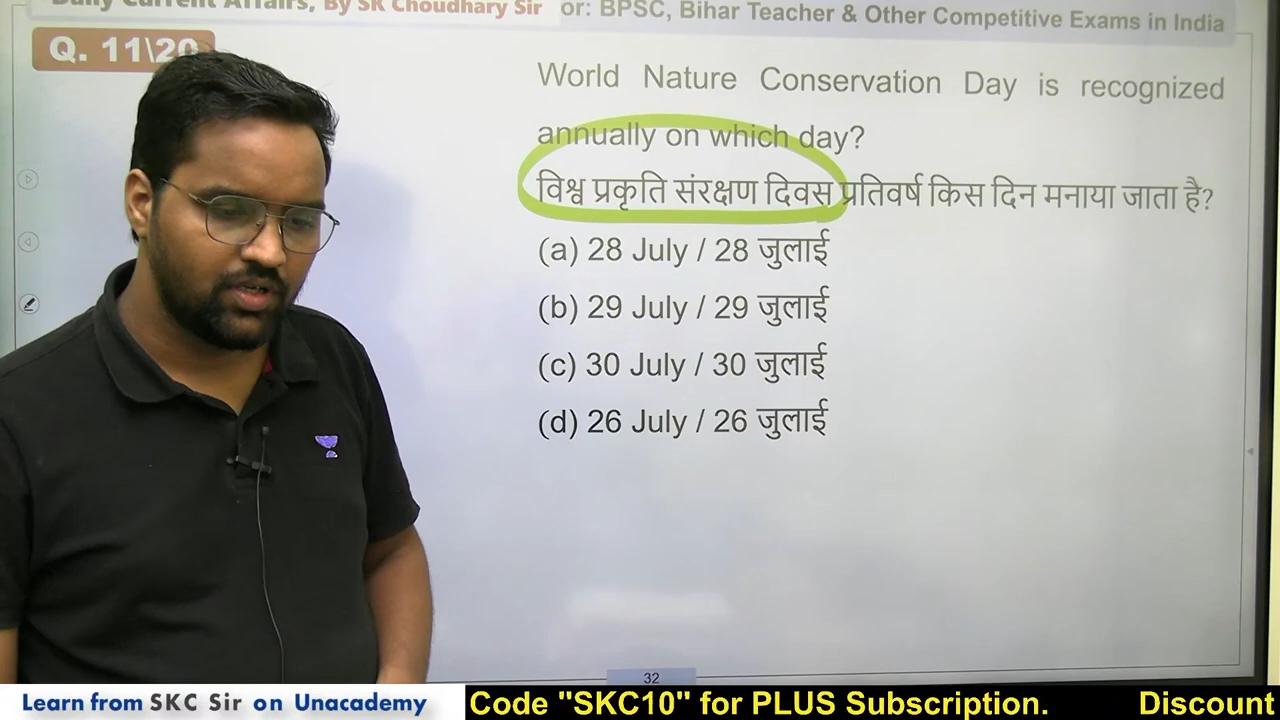 Daily Current Affairs, By SK Choudhary Sir or: BPSC, Bihar Teacher & Other Competitive Exams in India
Q. 11\20
World Nature Conservation Day is recognized
annually on which day?
विश्व प्रकृति संरक्षण दिवस प्रतिवर्ष किस दिन मनाया जाता है?
(a) 28 July / 28 जुलाई
(b) 29 July / 29 जुलाई
(c) 30 July / 30 जुलाई
(d) 26 July / 26 जुलाई
32
Learn from SKC Sir on Unacademy
Code "SKC10" for PLUS Subscription. Discount